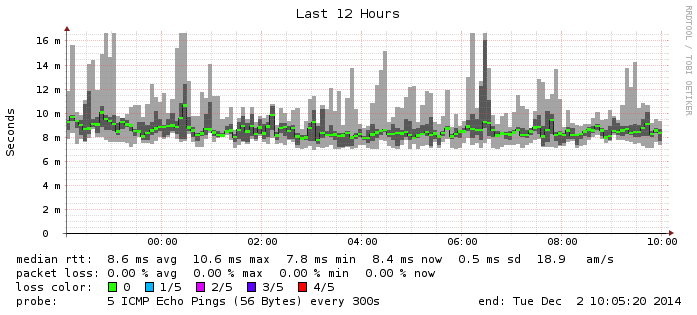 Last 12 Hours
RRDTOOL / TOBI OETIKER
Seconds
16 m
14 m
12 m
10 m
8 m
6 m
4 m
2 m
0
00:00 02:00 04:00 06:00 08:00 10:00
median rtt: 8.6 ms avg 10.6 ms max 7.8 ms min 8.4 ms now 0.5 ms sd 18.9 am/s
packet loss: 0.00 % avg 0.00 % max 0.00 % min 0.00 % now
loss color: 0 1/5 2/5 3/5 4/5
probe: 5 ICMP Echo Pings (56 Bytes) every 300s end: Tue Dec 2 10:05:20 2014